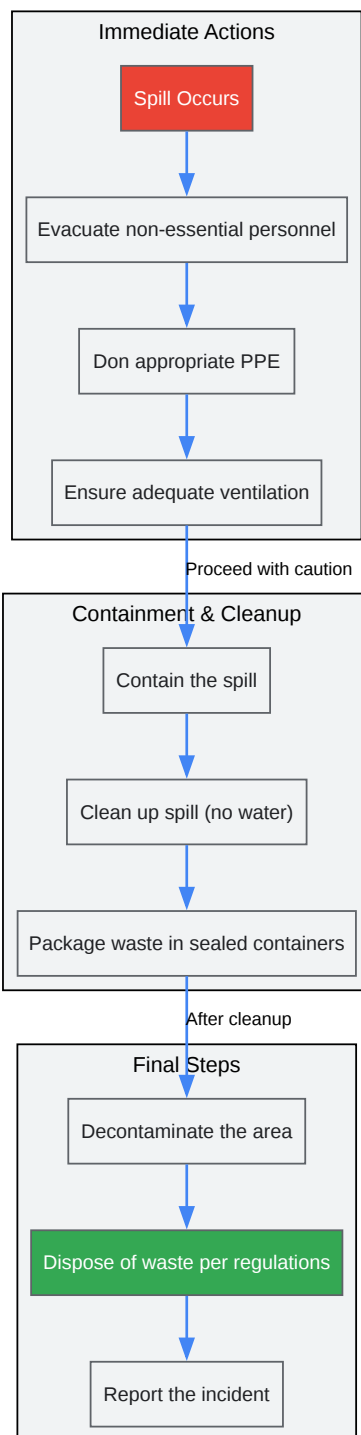 Immediate Actions
Spill Occurs
Evacuate non-essential personnel
Don appropriate PPE
Ensure adequate ventilation
Proceed with caution
Containment & Cleanup
Contain the spill
Clean up spill (no water)
Package waste in sealed containers
After cleanup
Final Steps
Decontaminate the area
Dispose of waste per regulations
Report the incident